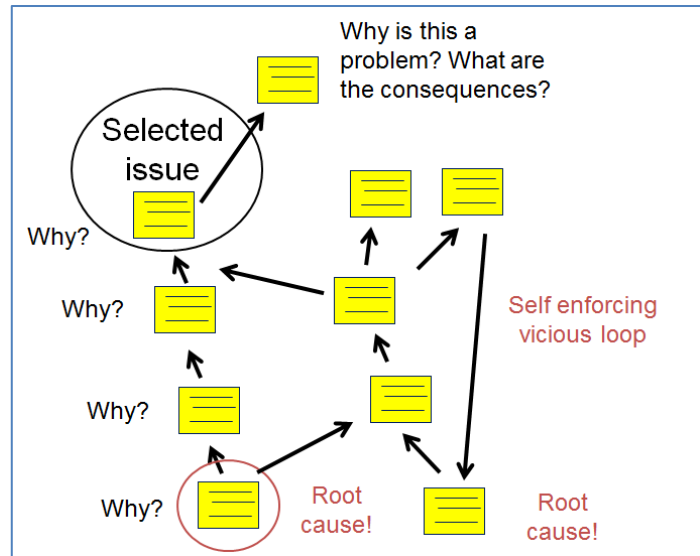 Why is this a
problem? What are
the consequences?
Selected
issue
Why?
Why?
Self enforcing
vicious loop
Why?
Why?
Root
cause!
Root
cause!